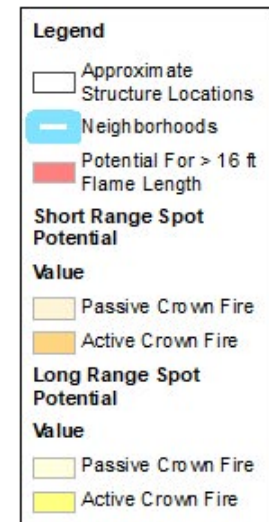 Legend
Approximate
Structure Locations
Neighborhoods
Potential For > 16 ft
Flame Length
Short Range Spot
Potential
Value
Passive Crown Fire
Active Crown Fire
Long Range Spot
Potential
Value
Passive Crown Fire
Active Crown Fire